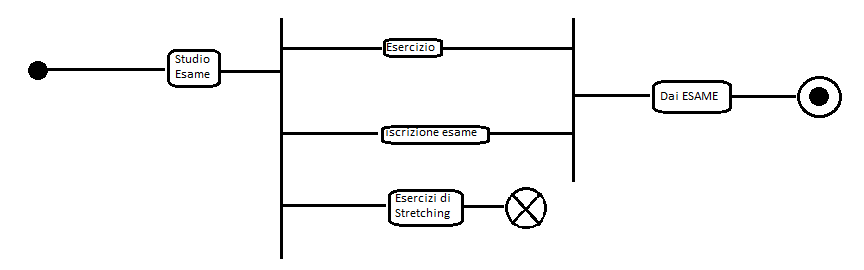 Studio
Esame
Esercizio
Dai ESAME
iscrizione esame
Esercizi di
Stretching